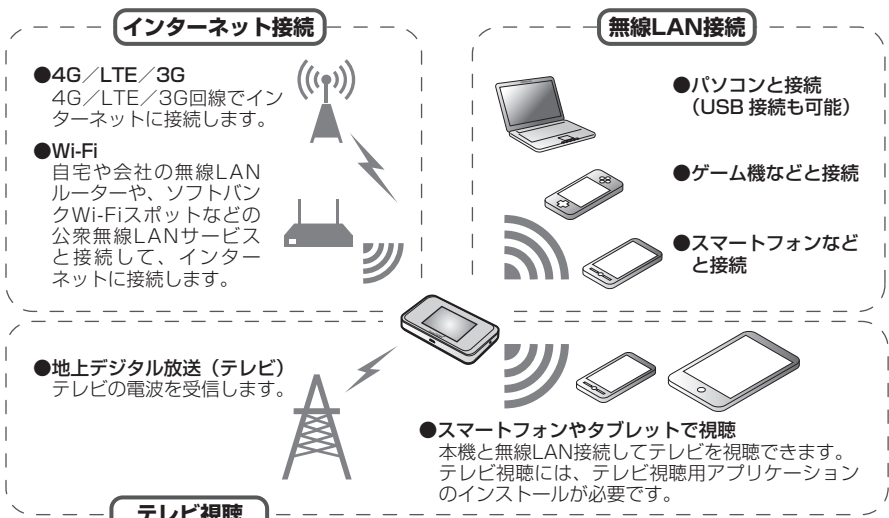 インターネット接続
●4G／LTE／3G
4G／LTE／3G回線でイン
ターネットに接続します。
●Wi-Fi
自宅や会社の無線LAN
ルーターや、ソフトバン
クWi-Fiスポットなどの
公衆無線LANサービス
と接続して、インター
ネットに接続します。
無線LAN接続
●パソコンと接続
（USB 接続も可能）
●ゲーム機などと接続
●スマートフォンなど
と接続
●地上デジタル放送（テレビ）
テレビの電波を受信します。
●スマートフォンやタブレットで視聴
本機と無線LAN接続してテレビを視聴できます。
テレビ視聴には、テレビ視聴用アプリケーション
のインストールが必要です。
テレビ視聴